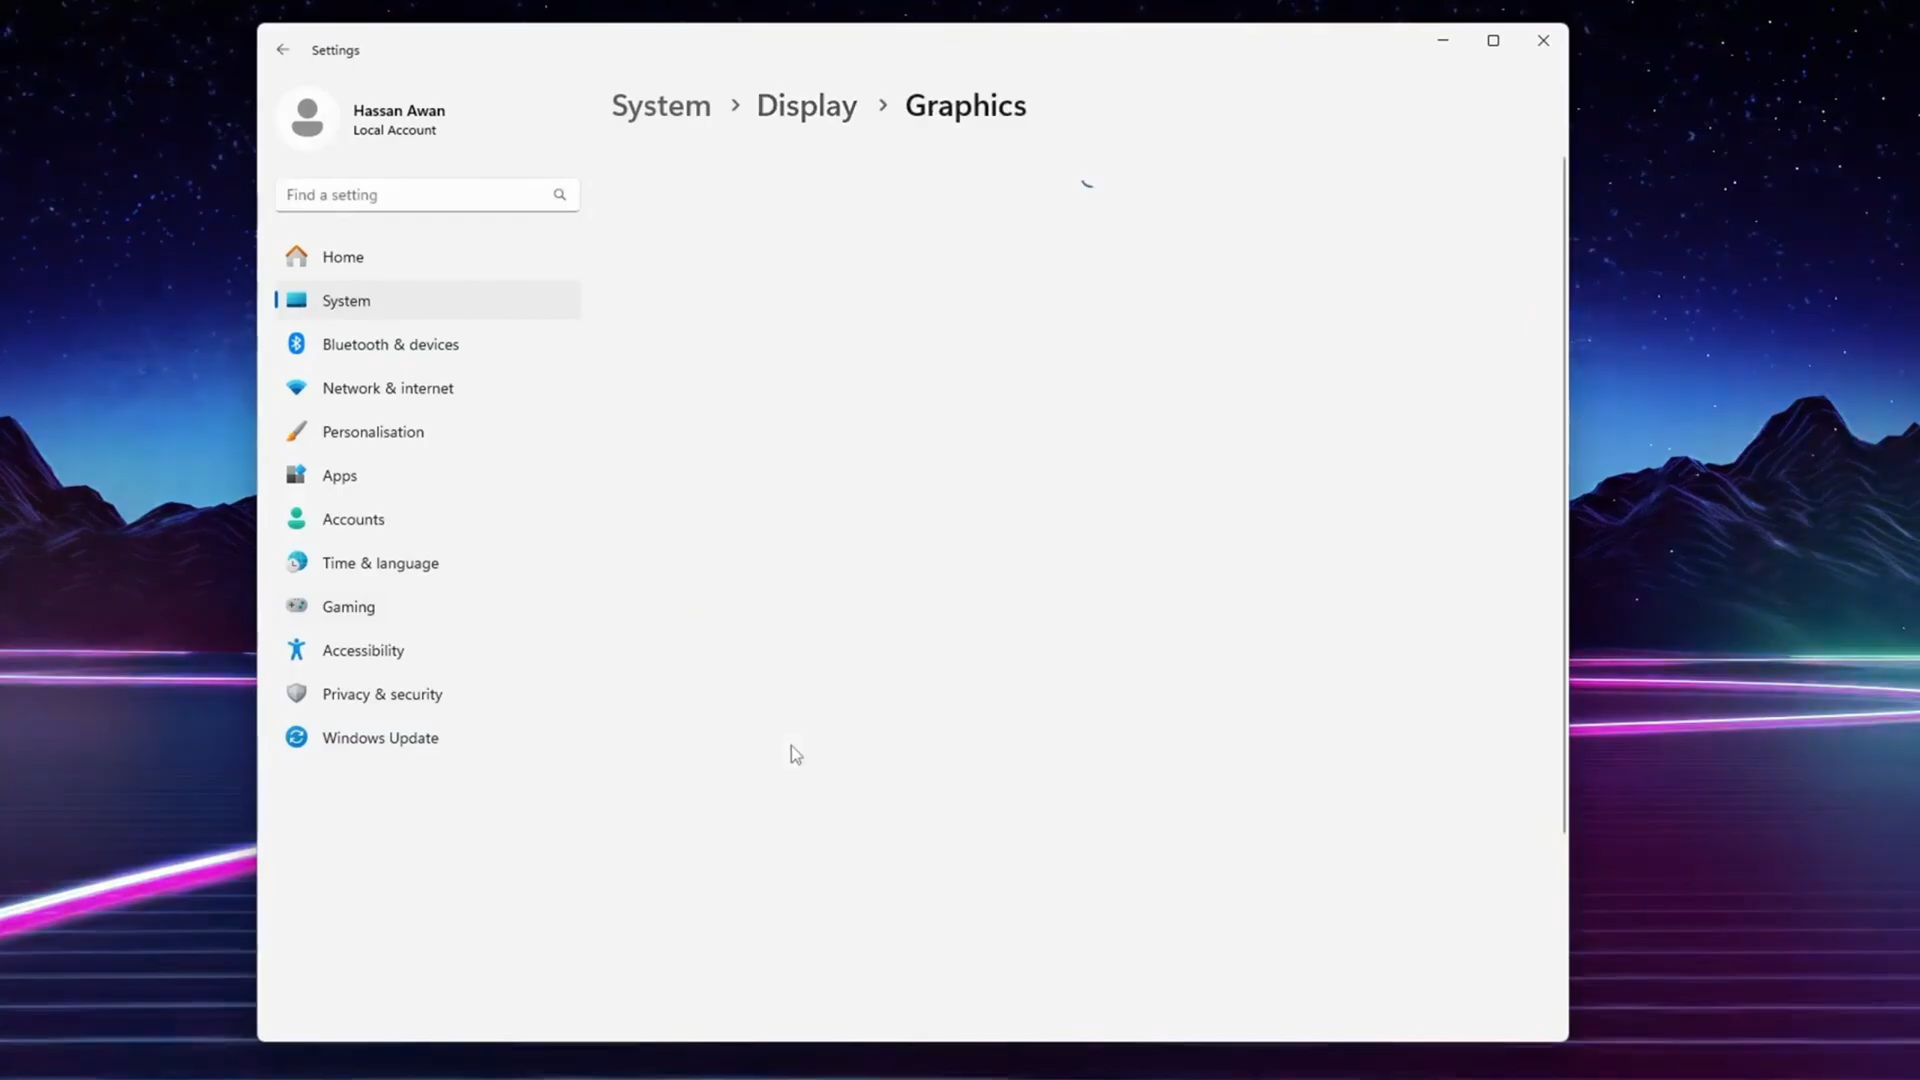 Settings
Hassan Awan
Local Account
System > Display > Graphics
Find a setting
Home
System
Bluetooth & devices
Network & internet
Personalisation
Apps
Accounts
Time & language
Gaming
Accessibility
Privacy & security
Windows Update